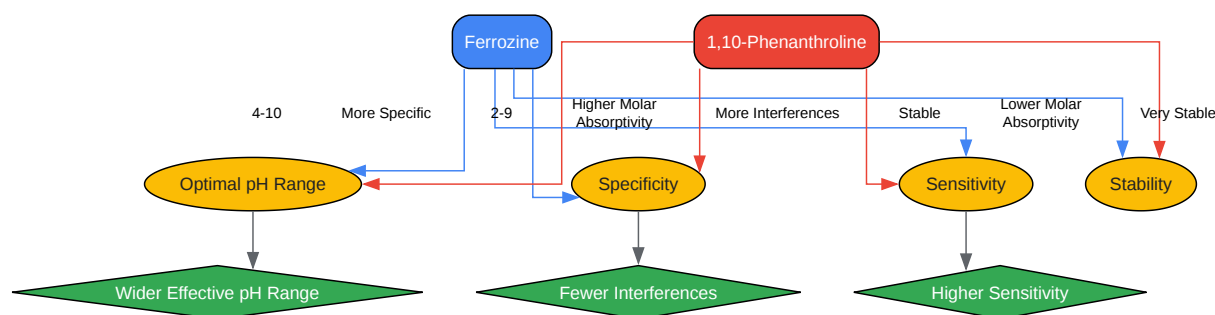 Ferrozine
1,10-Phenanthroline
4-10
More Specific
2-9
Higher Molar
Absorptivity
More Interferences
Stable
Lower Molar
Absorptivity
Very Stable
Optimal pH Range
Specificity
Sensitivity
Stability
Wider Effective pH Range
Fewer Interferences
Higher Sensitivity